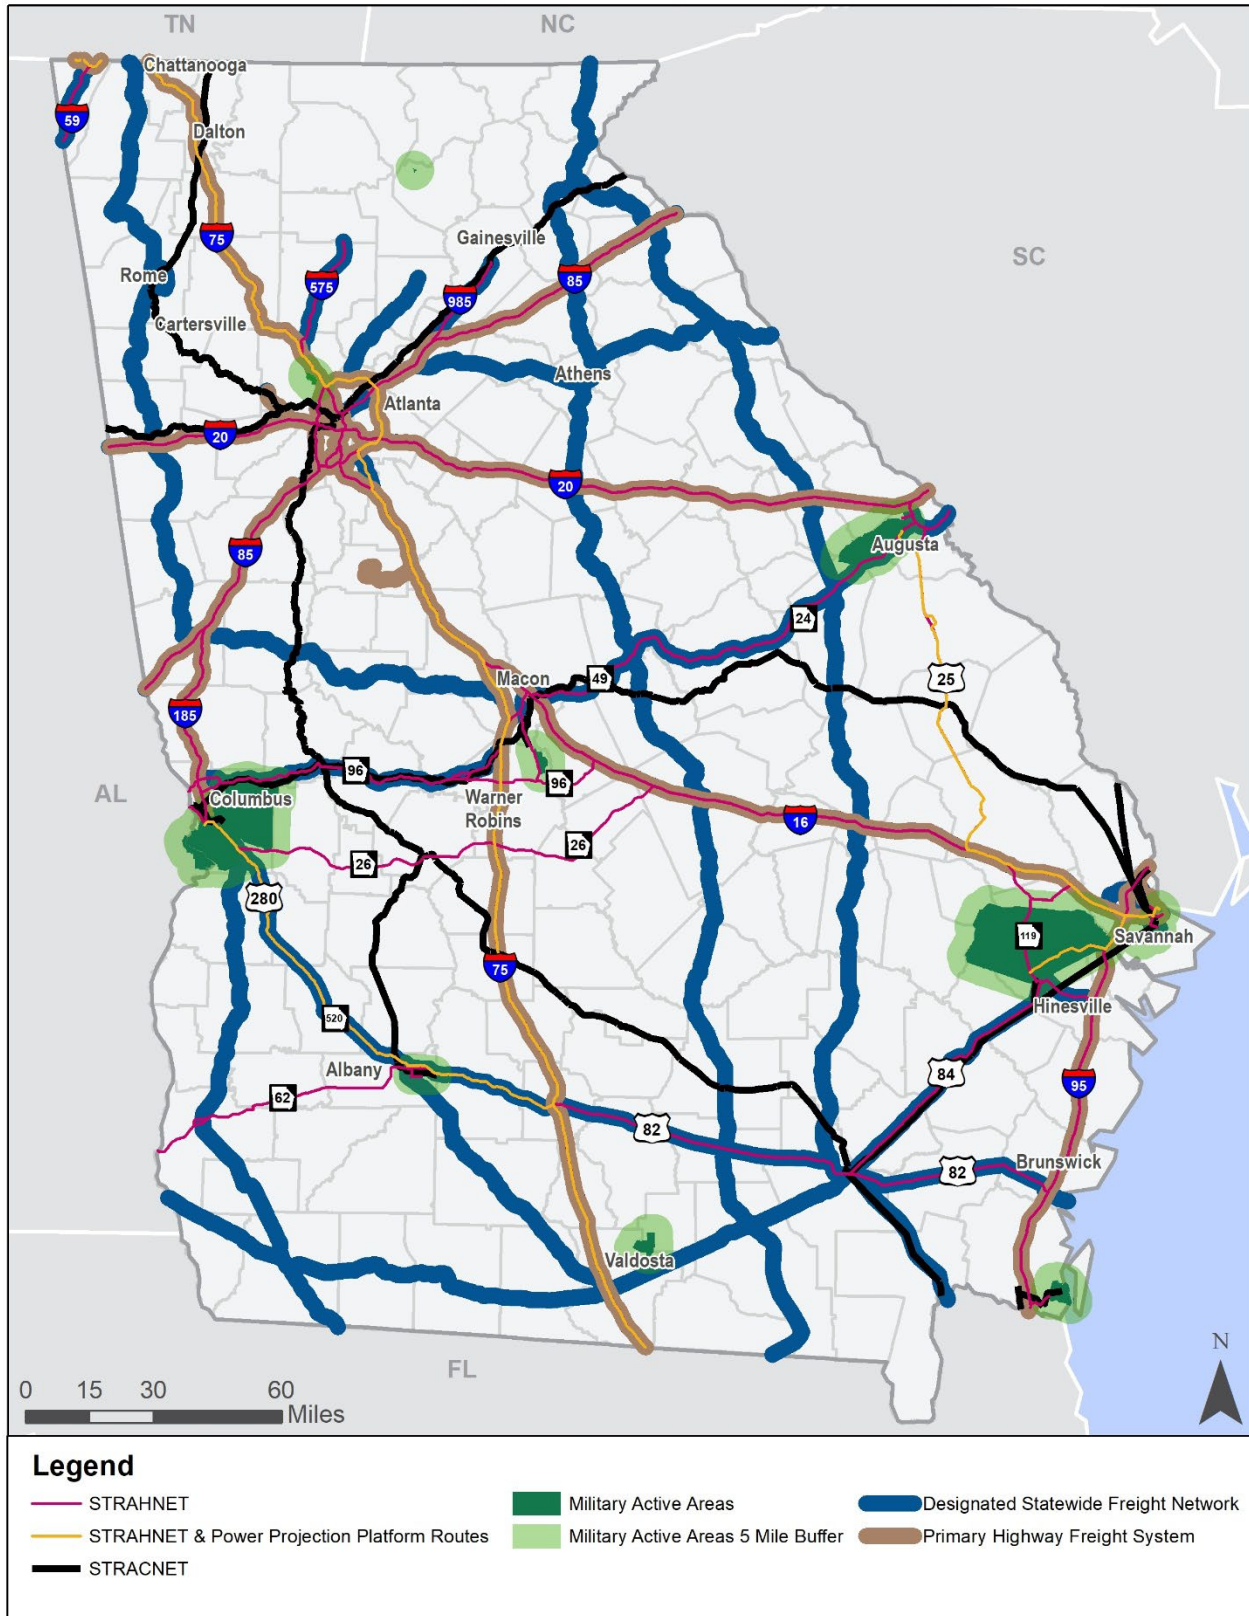 TN
NC
Chattanooga
59
Dalton
75
Gainesville
SC
Rome
575
985
85
Cartersville
Athens
Atlanta
20
20
85
Augusta
24
49
25
Macon
185
AL
Columbus
96
Warner
Robins
96
16
26
26
280
119
Savannah
75
Hinesville
520
Albany
84
95
62
82
Brunswick
82
Valdosta
FL
N
0 15 30 60
Miles
Legend
STRAHNET
STRAHNET & Power Projection Platform Routes
STRACNET
Military Active Areas
Military Active Areas 5 Mile Buffer
Designated Statewide Freight Network
Primary Highway Freight System